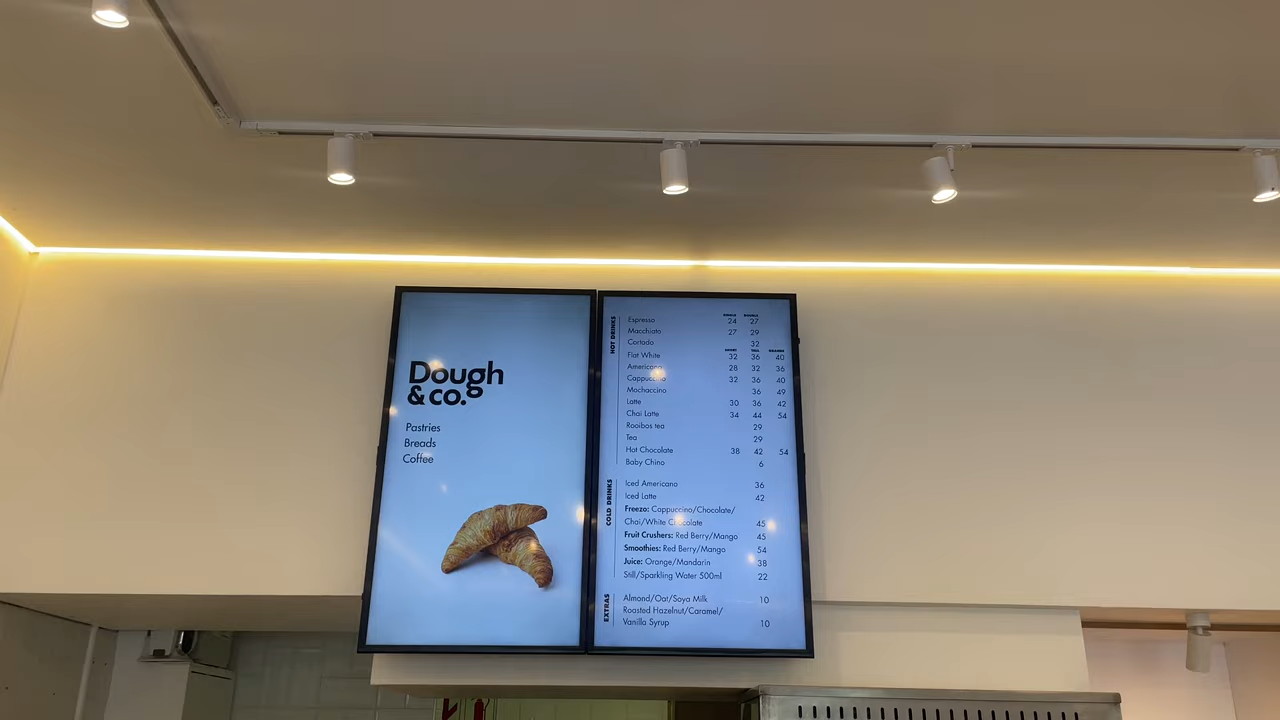 Dough
& co.
Pastries
Breads
Coffee
HOT DRINKS
SINGLE DOUBLE
Espresso 24 27
Macchiato 27 29
Cortado 32
SHORT TALL GRANDE
Flat White 32 36 40
Americano 28 32 36
Cappuccino 32 36 40
Mochaccino 36 49
Latte 30 36 42
Chai Latte 34 44 54
Rooibos tea 29
Tea 29
Hot Chocolate 38 42 54
Baby Chino 6
COLD DRINKS
Iced Americano 36
Iced Latte 42
Freezo: Cappuccino/Chocolate/
Chai/White Chocolate 45
Fruit Crushers: Red Berry/Mango 45
Smoothies: Red Berry/Mango 54
Juice: Orange/Mandarin 38
Still/Sparkling Water 500ml 22
EXTRAS
Almond/Oat/Soya Milk 10
Roasted Hazelnut/Caramel/
Vanilla Syrup 10